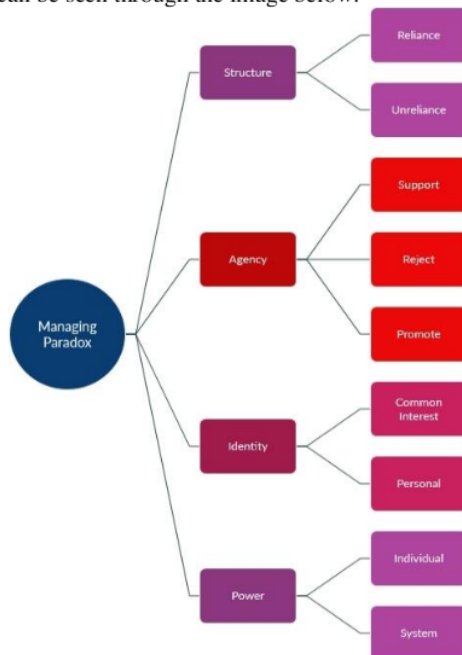 can be seen through the image below.
Reliance
Structure
Unreliance
Support
Agency
Reject
Managing
Paradox
Promote
Common
Interest
Identity
Personal
Individual
Power
System